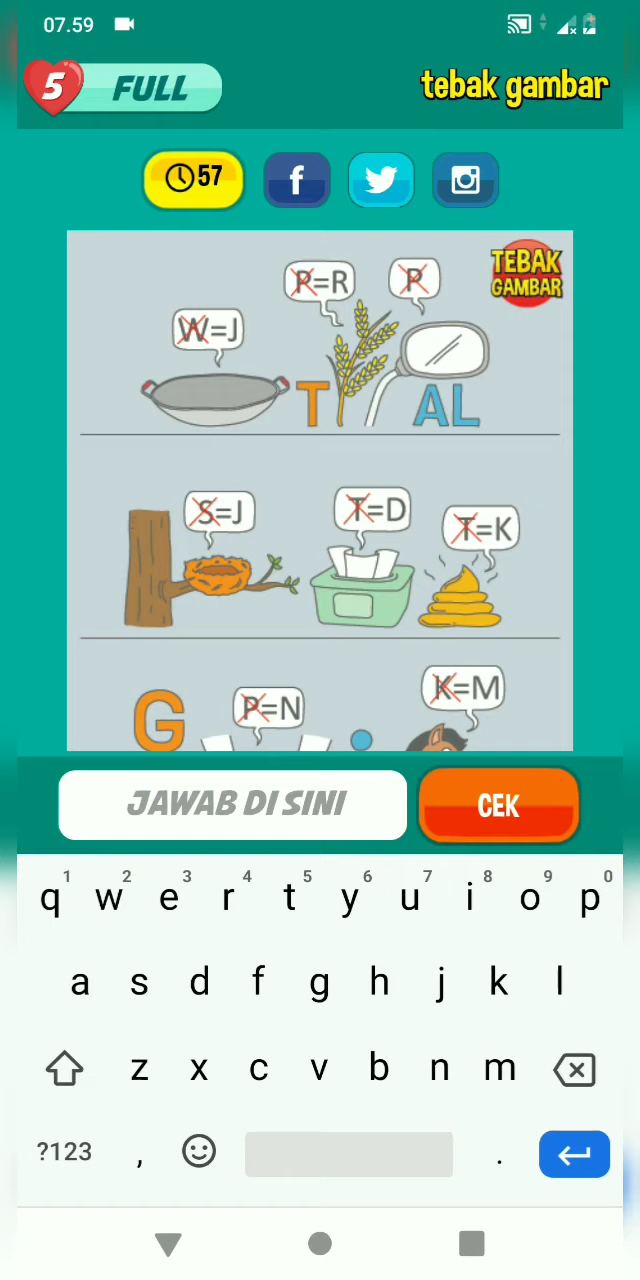 07.59
5 FULL
tebak gambar
57
f
TEBAK
GAMBAR
P=R
P
W=J
T
AL
S=J
T=D
T=K
G
P=N
K=M
JAWAB DI SINI
CEK
1 2 3 4 5 6 7 8 9 0
q w e r t y u i o p
a s d f g h j k l
z x c v b n m
?123 , .